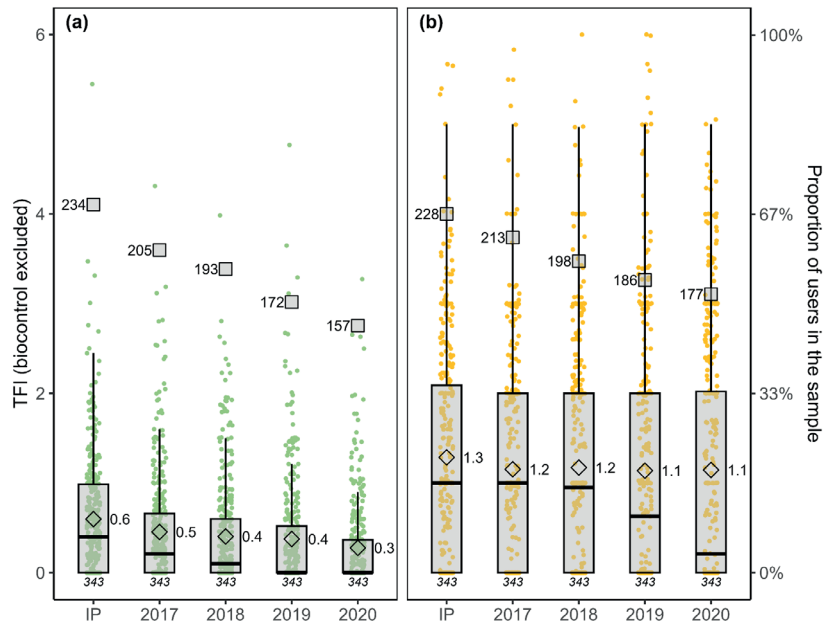 (a) (b)
6 100%
234
205
193
172
157
228
213
198
186
177
4 67%
2 33%
0.6 0.5 0.4 0.4 0.3
1.3 1.2 1.2 1.1 1.1
0 0%
343 343 343 343 343 343 343 343 343 343
IP 2017 2018 2019 2020 IP 2017 2018 2019 2020
TFI (biocontrol excluded)
Proportion of users in the sample